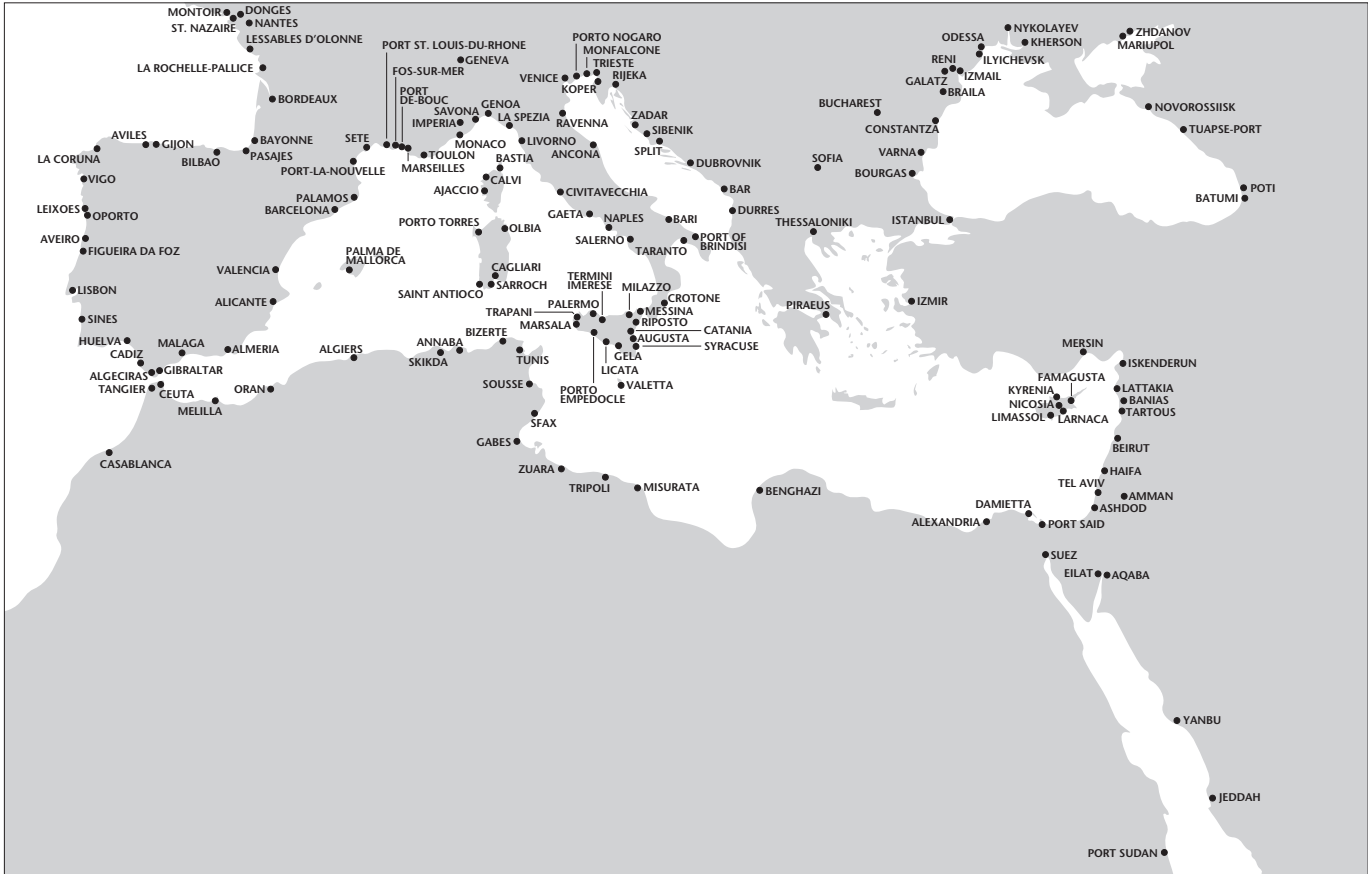 MONTOIR
DONGES
ST. NAZAIRE
NANTES
LESSABLES D'OLONNE
LA ROCHELLE-PALLICE
BORDEAUX
PORT ST. LOUIS-DU-RHONE
GENEVA
FOS-SUR-MER
PORT
DE-BOUC
PORTO NOGARO
MONFALCONE
TRIESTE
VENICE
RIJEKA
KOPER
NYKOLAYEV
ODESSA
KHERSON
ZHDANOV
MARIUPOL
ILYICHEVSK
RENI
IZMAIL
GALATZ
BRAILA
BUCHAREST
CONSTANTZA
NOVOROSSIISK
TUAPSE-PORT
SAVONA
GENOA
IMPERIA
LA SPEZIA
RAVENNA
ZADAR
SIBENIK
SPLIT
AVILES
GIJON
BAYONNE
LA CORUNA
BILBAO
PASAJES
SETE
PORT-LA-NOUVELLE
MARSEILLES
TOULON
MONACO
LIVORNO
ANCONA
BASTIA
DUBROVNIK
SOFIA
VARNA
BOURGAS
VIGO
CALVI
AJACCIO
CIVITAVECCHIA
BAR
POTI
BATUMI
PALAMOS
BARCELONA
LEIXOES
OPORTO
PORTO TORRES
OLBIA
GAETA
NAPLES
BARI
DURRES
THESSALONIKI
ISTANBUL
AVEIRO
FIGUEIRA DA FOZ
SALERNO
TARANTO
PORT OF
BRINDISI
PALMA DE
MALLORCA
VALENCIA
CAGLIARI
SARROCH
SAINT ANTIOCO
TERMINI
IMERESE
MILAZZO
LISBON
ALICANTE
PALERMO
CROTONE
MESSINA
TRAPANI
MARSALA
RIPOSTO
PIRAEUS
IZMIR
SINES
CATANIA
AUGUSTA
SYRACUSE
HUELVA
MALAGA
ALMERIA
CADIZ
ALGIERS
ANNABA
BIZERTE
SKIKDA
TUNIS
GELA
LICATA
MERSIN
ISKENDERUN
ALGECIRAS
GIBRALTAR
TANGIER
CEUTA
ORAN
MELILLA
SOUSSE
PORTO
EMPEDOCLE
VALETTA
FAMAGUSTA
KYRENIA
NICOSIA
LIMASSOL
LARNACA
LATTAKIA
BANIAS
TARTOUS
SFAX
GABES
BEIRUT
CASABLANCA
ZUARA
TRIPOLI
MISURATA
BENGHAZI
HAIFA
TEL AVIV
AMMAN
DAMIETTA
ASHDOD
ALEXANDRIA
PORT SAID
SUEZ
EILAT
AQABA
YANBU
JEDDAH
PORT SUDAN